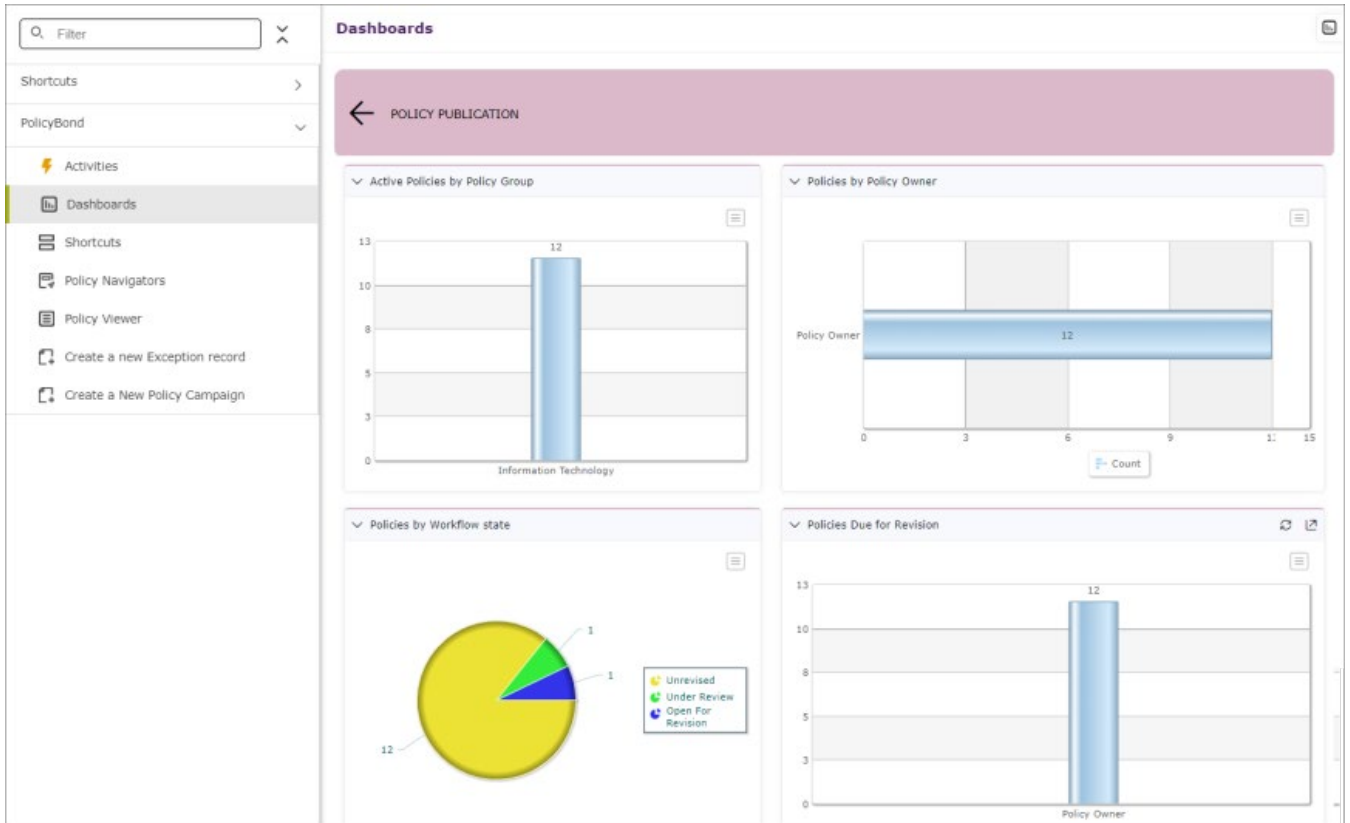 Filter
Shortcuts
PolicyBond
Activities
Dashboards
Shortcuts
Policy Navigators
Policy Viewer
Create a new Exception record
Create a New Policy Campaign
Dashboards
POLICY PUBLICATION
Active Policies by Policy Group
13
12
10
8
5
3
0
Information Technology
Policies by Policy Owner
Policy Owner
12
0 3 6 9 1: 15
Count
Policies by Workflow state
1
1
12
Unrevised
Under Review
Open For
Revision
Policies Due for Revision
13
12
10
8
5
3
0
Policy Owner